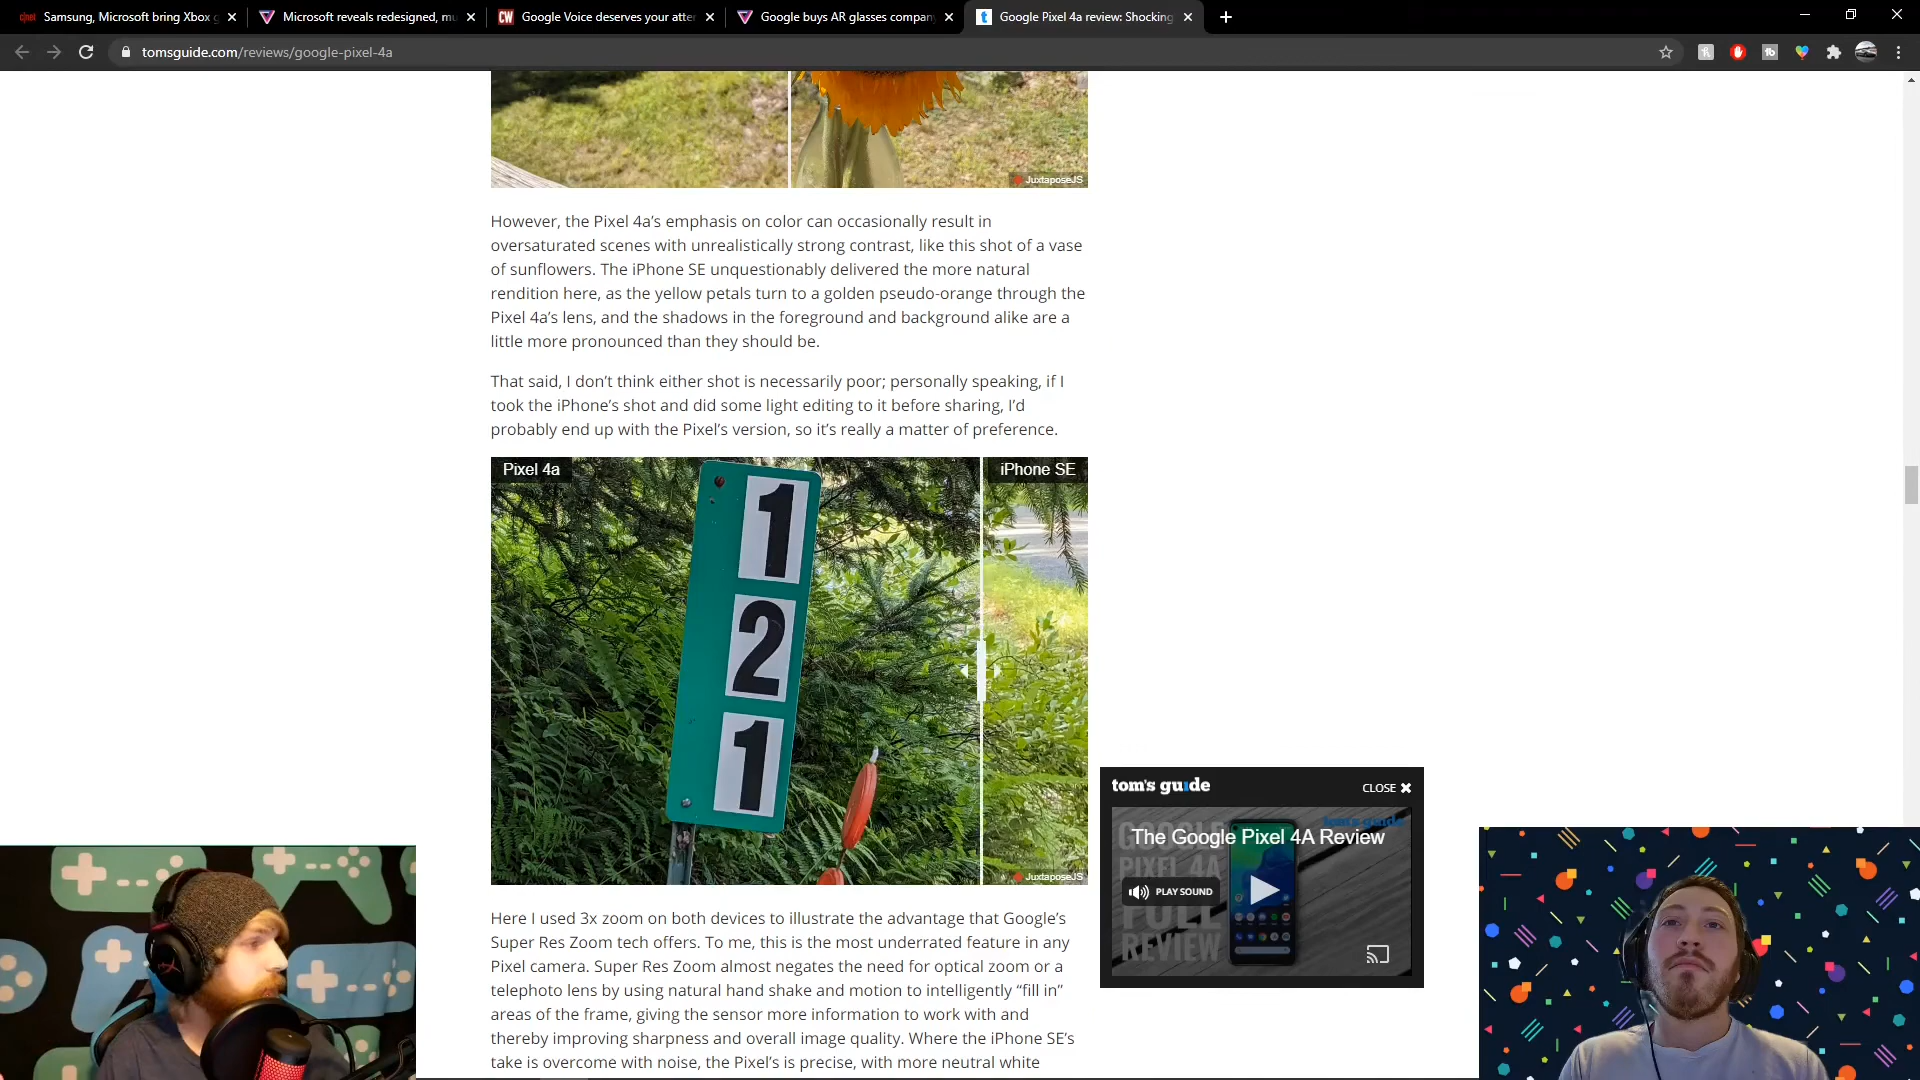 Samsung, Microsoft bring Xbox g
Microsoft reveals redesigned, mu
Google Voice deserves your atte
Google buys AR glasses compan
Google Pixel 4a review: Shocking
tomsguide.com/reviews/google-pixel-4a
JuxtaposeJS
However, the Pixel 4a’s emphasis on color can occasionally result in
oversaturated scenes with unrealistically strong contrast, like this shot of a vase
of sunflowers. The iPhone SE unquestionably delivered the more natural
rendition here, as the yellow petals turn to a golden pseudo-orange through the
Pixel 4a’s lens, and the shadows in the foreground and background alike are a
little more pronounced than they should be.
That said, I don’t think either shot is necessarily poor; personally speaking, if I
took the iPhone’s shot and did some light editing to it before sharing, I’d
probably end up with the Pixel’s version, so it’s really a matter of preference.
Pixel 4a
iPhone SE
1
2
1
JuxtaposeJS
tom's guide
CLOSE
tom's guide
The Google Pixel 4A Review
GOOGLE
PIXEL 4A
PLAY SOUND
FULL
REVIEW
Here I used 3x zoom on both devices to illustrate the advantage that Google’s
Super Res Zoom tech offers. To me, this is the most underrated feature in any
Pixel camera. Super Res Zoom almost negates the need for optical zoom or a
telephoto lens by using natural hand shake and motion to intelligently “fill in”
areas of the frame, giving the sensor more information to work with and
thereby improving sharpness and overall image quality. Where the iPhone SE’s
take is overcome with noise, the Pixel’s is precise, with more neutral white